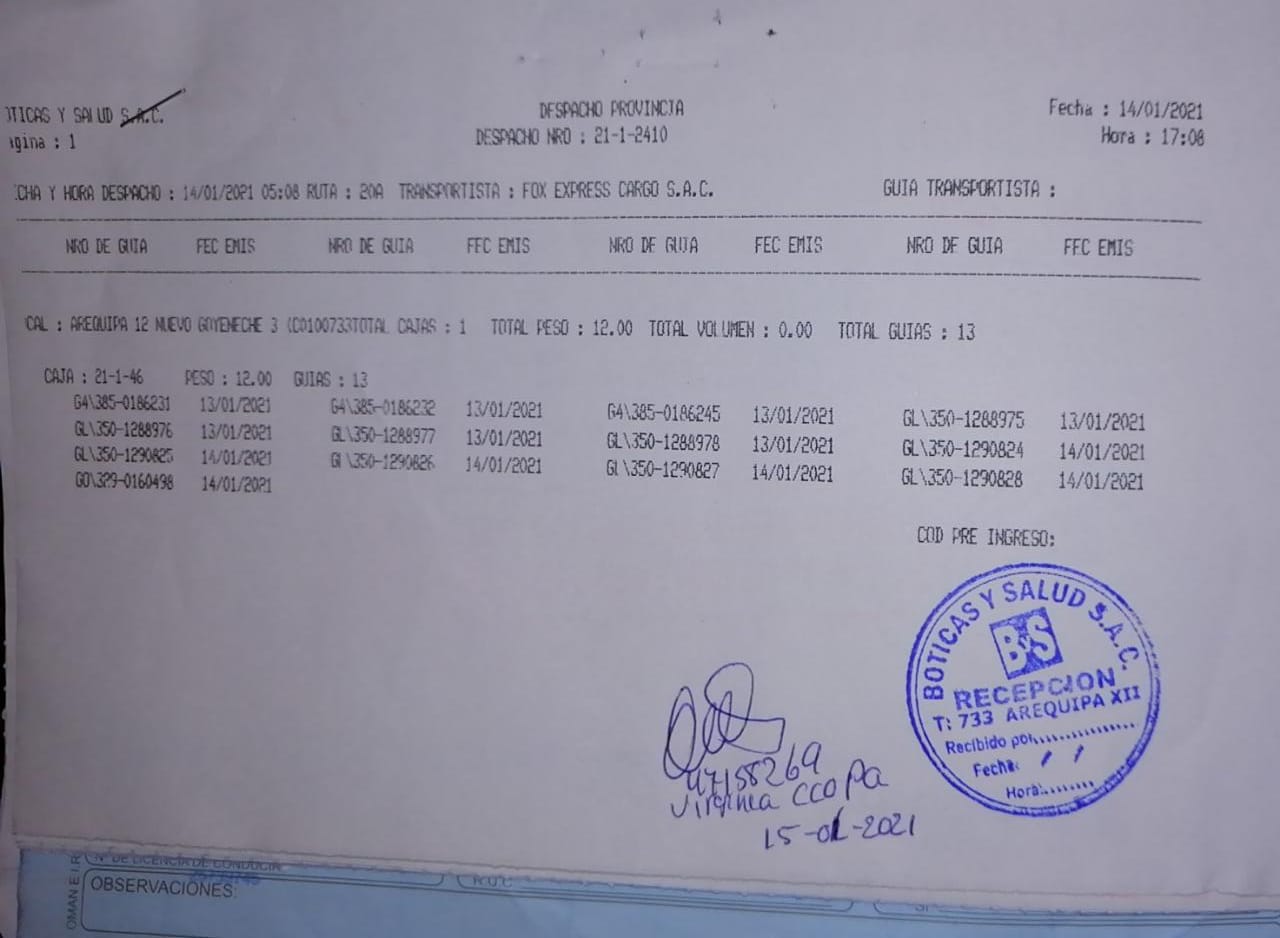 OTICAS Y SALUD S.A.C.
DESPACHO PROVINCIA
Fecha : 14/01/2021
gina : 1
DESPACHO NRO : 21-1-2410
Hora : 17:08
CHA Y HORA DESPACHO : 14/01/2021 05:08 RUTA : 20A TRANSPORTISTA : FOX EXPRESS CARGO S.A.C. GUIA TRANSPORTISTA :
NRO DE GUIA FEC EMIS NRO DE GUIA FEC EMIS NRO DE GUIA FEC EMIS NRO DE GUIA FEC EMIS
CAL : AREQUIPA 12 NUEVO GOYENECHE 3 (C0100733TOTAL CAJAS : 1 TOTAL PESO : 12.00 TOTAL VOLUMEN : 0.00 TOTAL GUIAS : 13
CAJA : 21-1-46 PESO : 12.00 GUIAS : 13
G4\385-0186231 13/01/2021 G4\385-0186232 13/01/2021 G4\385-0186245 13/01/2021 GL\350-1288975 13/01/2021
GL\350-1288976 13/01/2021 GL\350-1288977 13/01/2021 GL\350-1288978 13/01/2021 GL\350-1290824 14/01/2021
GL\350-1290825 14/01/2021 GL\350-1290826 14/01/2021 GL\350-1290827 14/01/2021 GL\350-1290828 14/01/2021
GO\329-0160498 14/01/2021
COD PRE INGRESO:
BOTICAS Y SALUD S.A.C.
BS
RECEPCION
T: 733 AREQUIPA XII
Recibido por..................
Fecha: / /
Hora:........
47158269
Virginia CCOPA
15-01-2021
N° DE LICENCIA DE CONDUCIR
OBSERVACIONES: